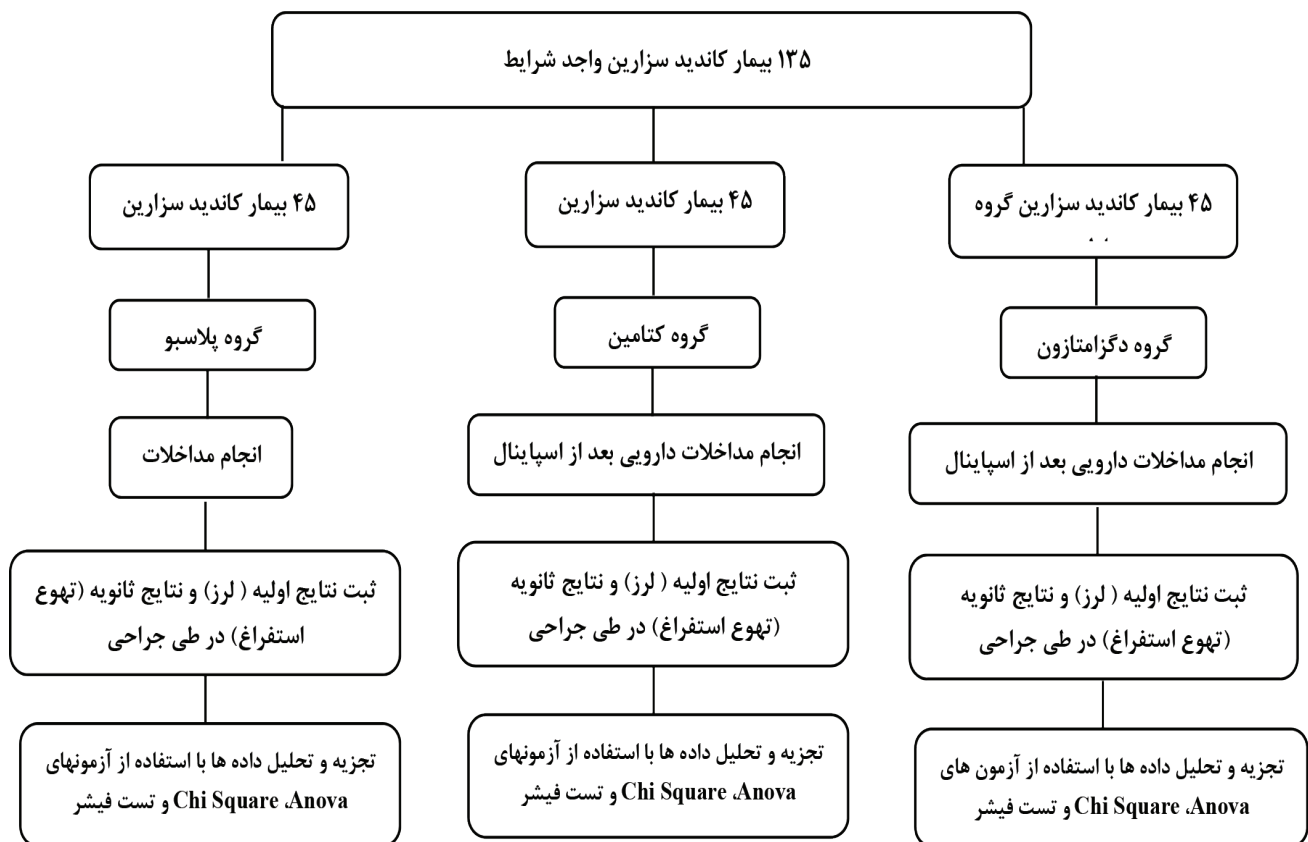 ۱۳۵ بیمار کاندید سزارین واجد شرایط
۴۵ بیمار کاندید سزارین گروه
۴۵ بیمار کاندید سزارین
۴۵ بیمار کاندید سزارین
گروه دگزامتازون
گروه کتامین
گروه پلاسبو
انجام مداخلات دارویی بعد از اسپاینال
انجام مداخلات دارویی بعد از اسپاینال
انجام مداخلات
ثبت نتایج اولیه ( لرز) و نتایج ثانویه
(تهوع استفراغ) در طی جراحی
ثبت نتایج اولیه ( لرز) و نتایج ثانویه
(تهوع استفراغ) در طی جراحی
ثبت نتایج اولیه ( لرز) و نتایج ثانویه (تهوع
استفراغ) در طی جراحی
تجزیه و تحلیل داده ها با استفاده از آزمون های
Chi Square ،Anova و تست فیشر
تجزیه و تحلیل داده ها با استفاده از آزمونهای
Chi Square ،Anova و تست فیشر
تجزیه و تحلیل داده ها با استفاده از آزمونهای
Chi Square ،Anova و تست فیشر